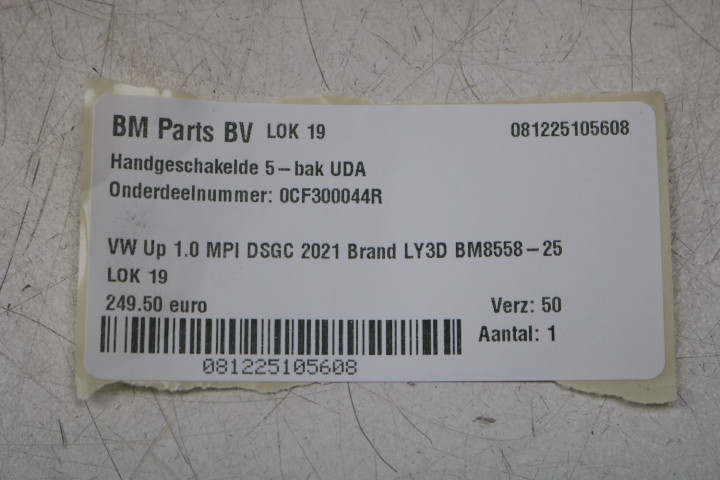 BM Parts BV LOK 19 081225105608
Handgeschakelde 5-bak UDA
Onderdeelnummer: 0CF300044R
VW Up 1.0 MPI DSGC 2021 Brand LY3D BM8558-25
LOK 19
249.50 euro Verz: 50
Aantal: 1
081225105608